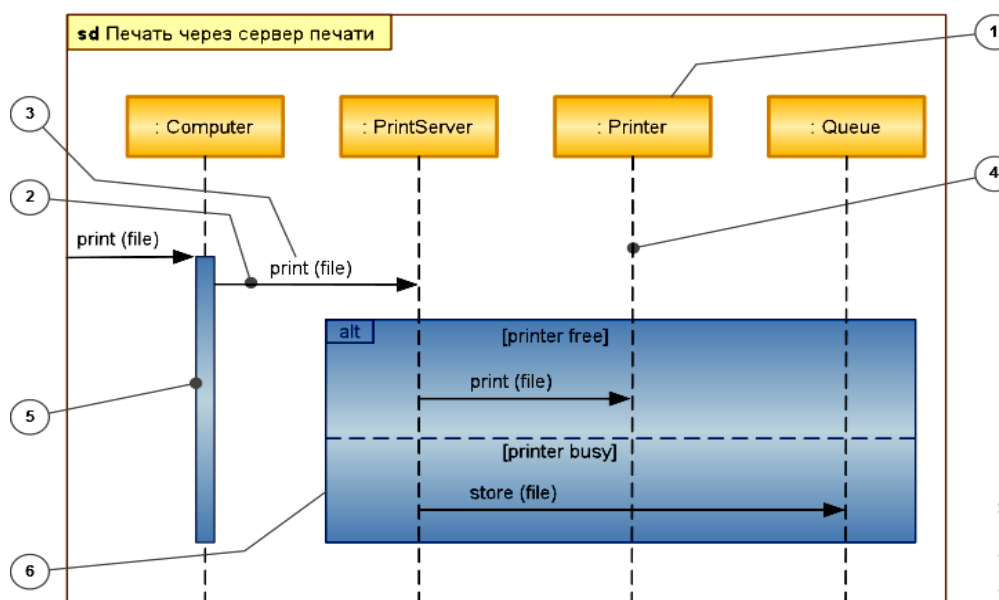 sd Печать через сервер печати
1
3
: Computer
: PrintServer
: Printer
: Queue
4
2
print (file)
print (file)
alt
[printer free]
print (file)
5
[printer busy]
store (file)
6